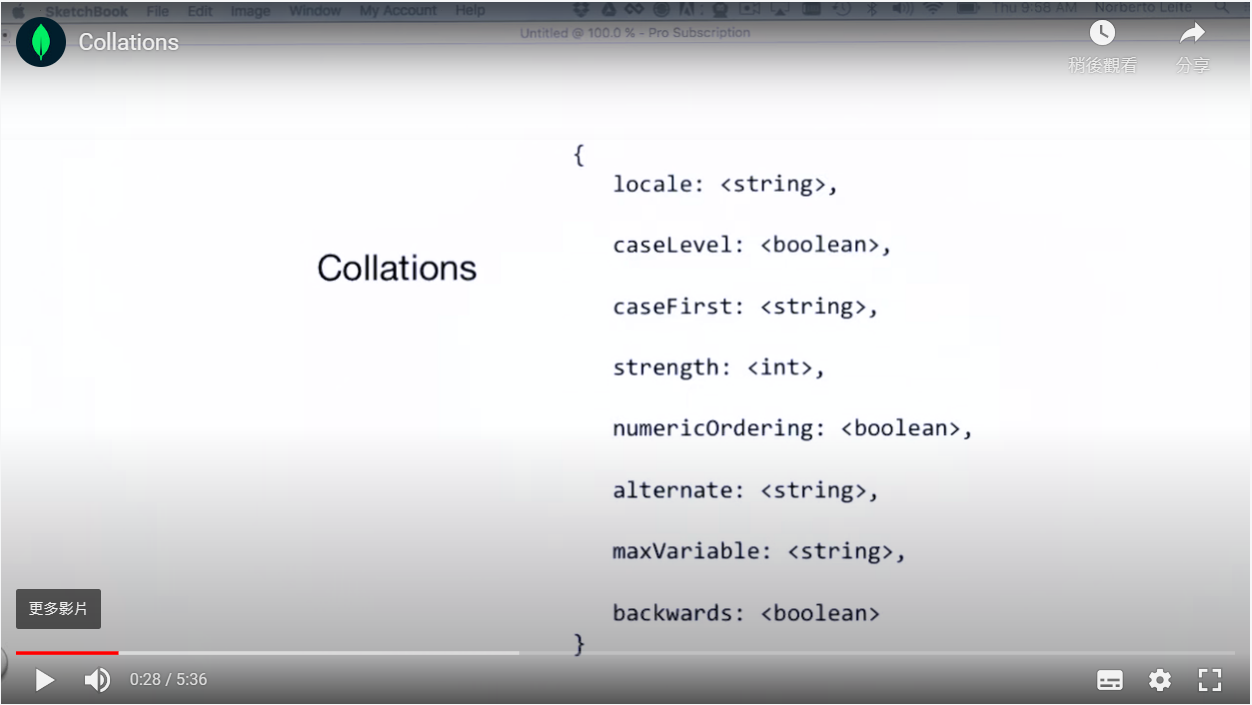 SketchBook File Edit Image Window My Account Help Thu 9:58 AM Norberto Leite
Untitled @ 100.0 % - Pro Subscription
Collations
稍後觀看 分享
{
locale: <string>,
caseLevel: <boolean>,
Collations
caseFirst: <string>,
strength: <int>,
numericOrdering: <boolean>,
alternate: <string>,
maxVariable: <string>,
更多影片
backwards: <boolean>
}
0:28 / 5:36